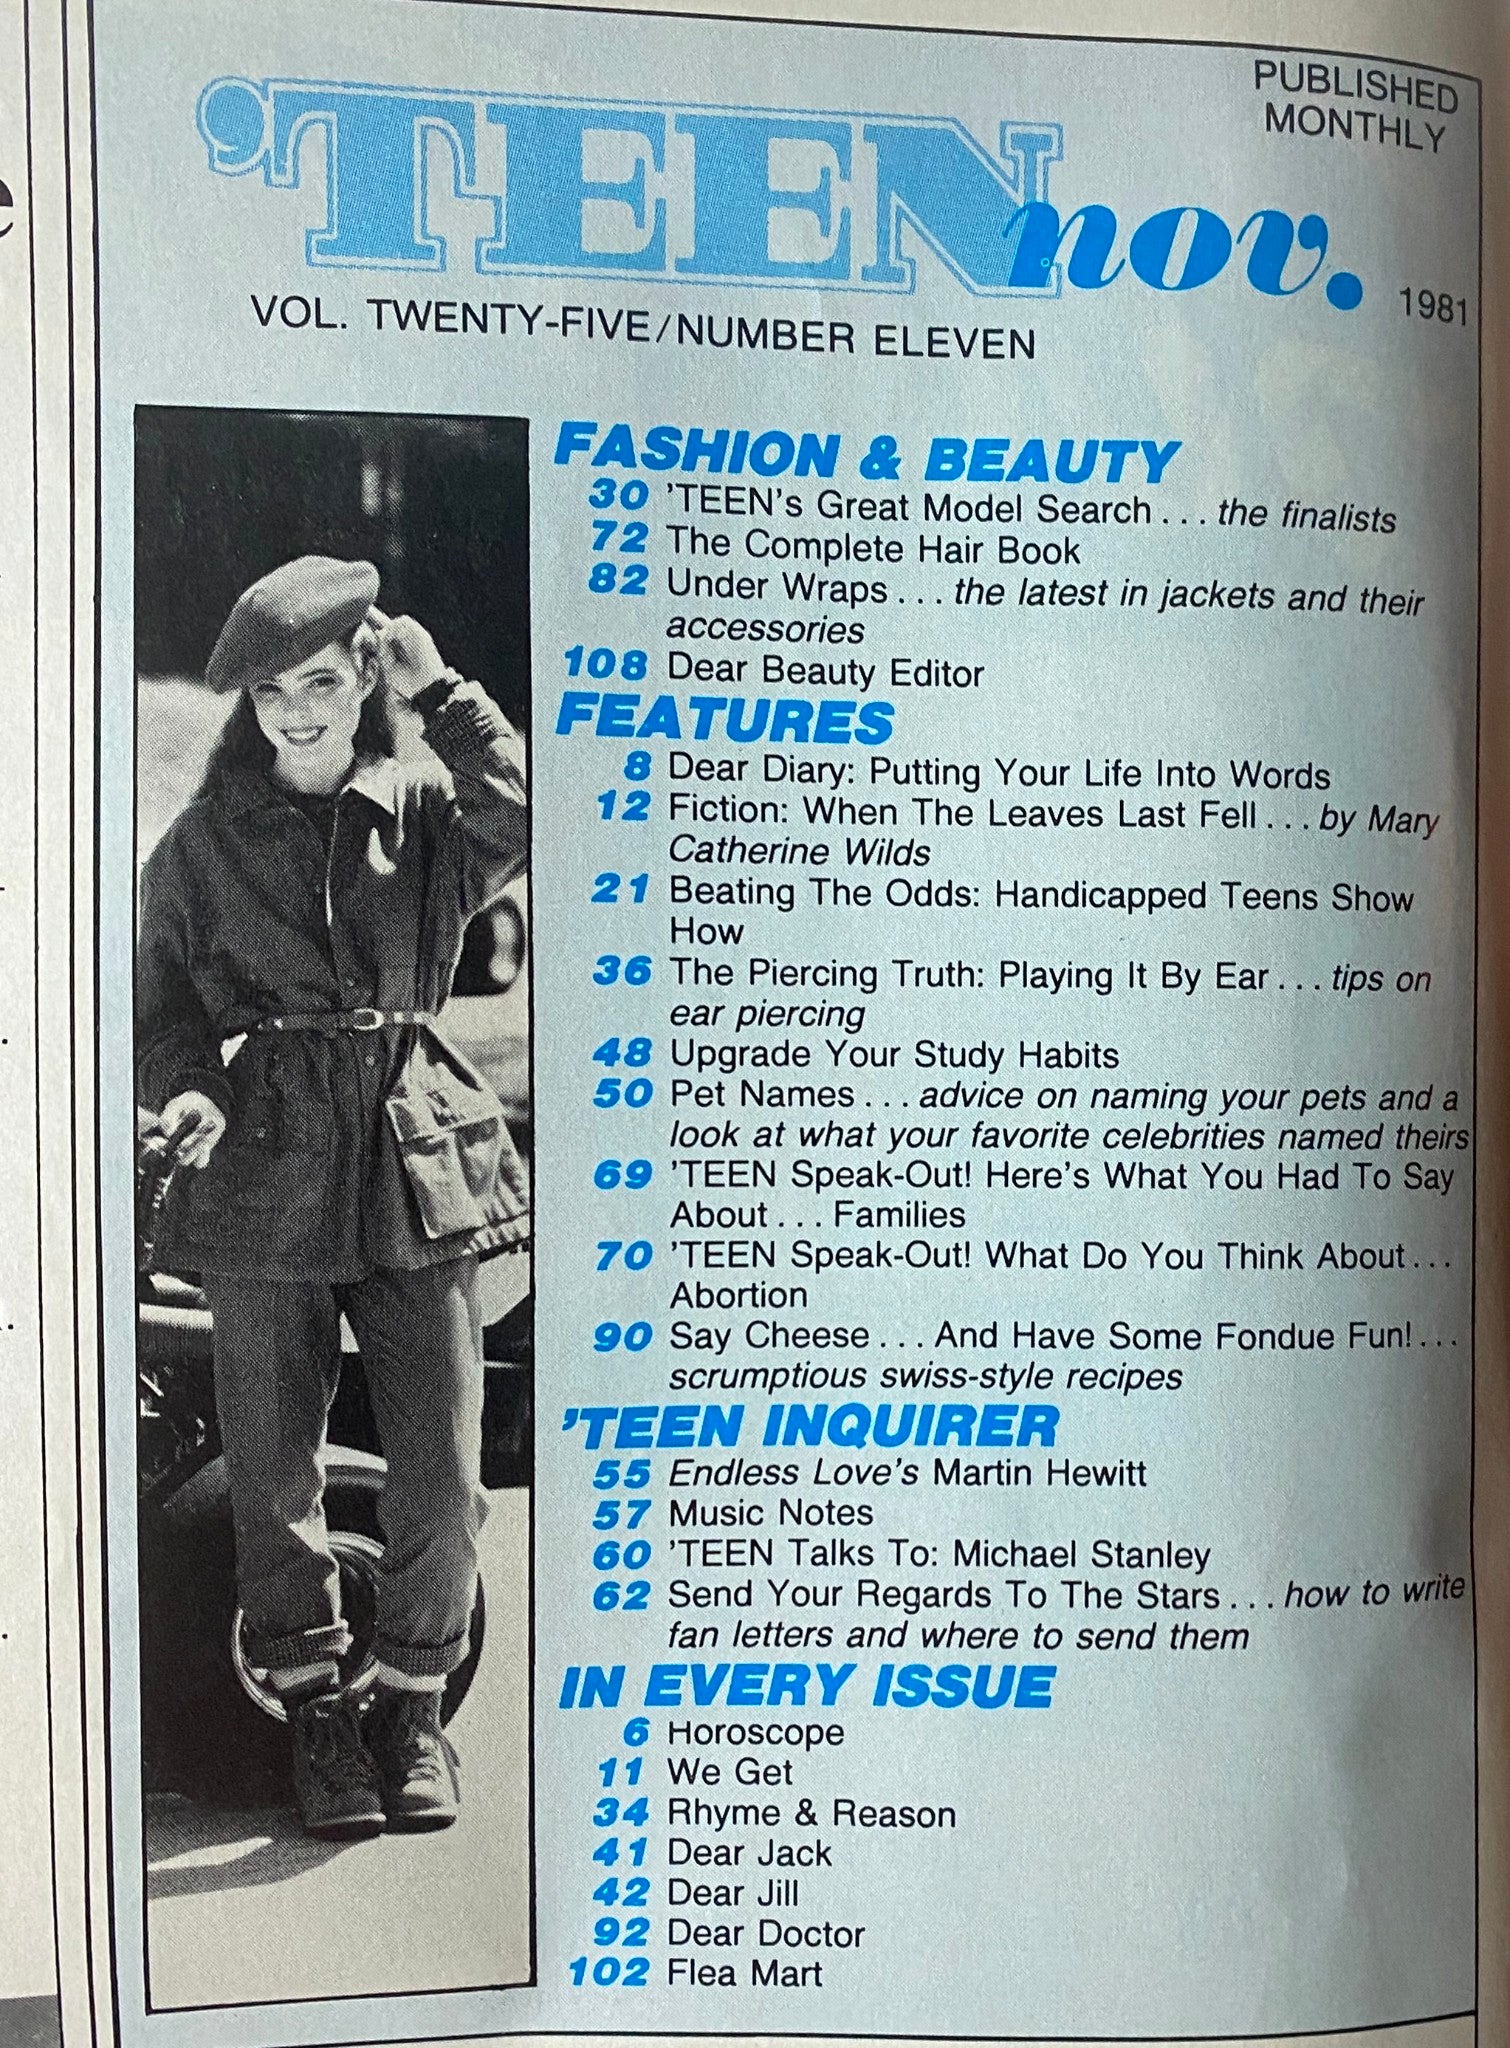 PUBLISHED
MONTHLY
'TEEN nov. 1981
VOL. TWENTY-FIVE/NUMBER ELEVEN
FASHION & BEAUTY
30 'TEEN's Great Model Search... the finalists
72 The Complete Hair Book
82 Under Wraps... the latest in jackets and their
accessories
108 Dear Beauty Editor
FEATURES
8 Dear Diary: Putting Your Life Into Words
12 Fiction: When The Leaves Last Fell... by Mary
Catherine Wilds
21 Beating The Odds: Handicapped Teens Show
How
36 The Piercing Truth: Playing It By Ear... tips on
ear piercing
48 Upgrade Your Study Habits
50 Pet Names... advice on naming your pets and a
look at what your favorite celebrities named theirs
69 'TEEN Speak-Out! Here's What You Had To Say
About... Families
70 'TEEN Speak-Out! What Do You Think About...
Abortion
90 Say Cheese... And Have Some Fondue Fun!...
scrumptious swiss-style recipes
'TEEN INQUIRER
55 Endless Love's Martin Hewitt
57 Music Notes
60 'TEEN Talks To: Michael Stanley
62 Send Your Regards To The Stars... how to write
fan letters and where to send them
IN EVERY ISSUE
6 Horoscope
11 We Get
34 Rhyme & Reason
41 Dear Jack
42 Dear Jill
92 Dear Doctor
102 Flea Mart